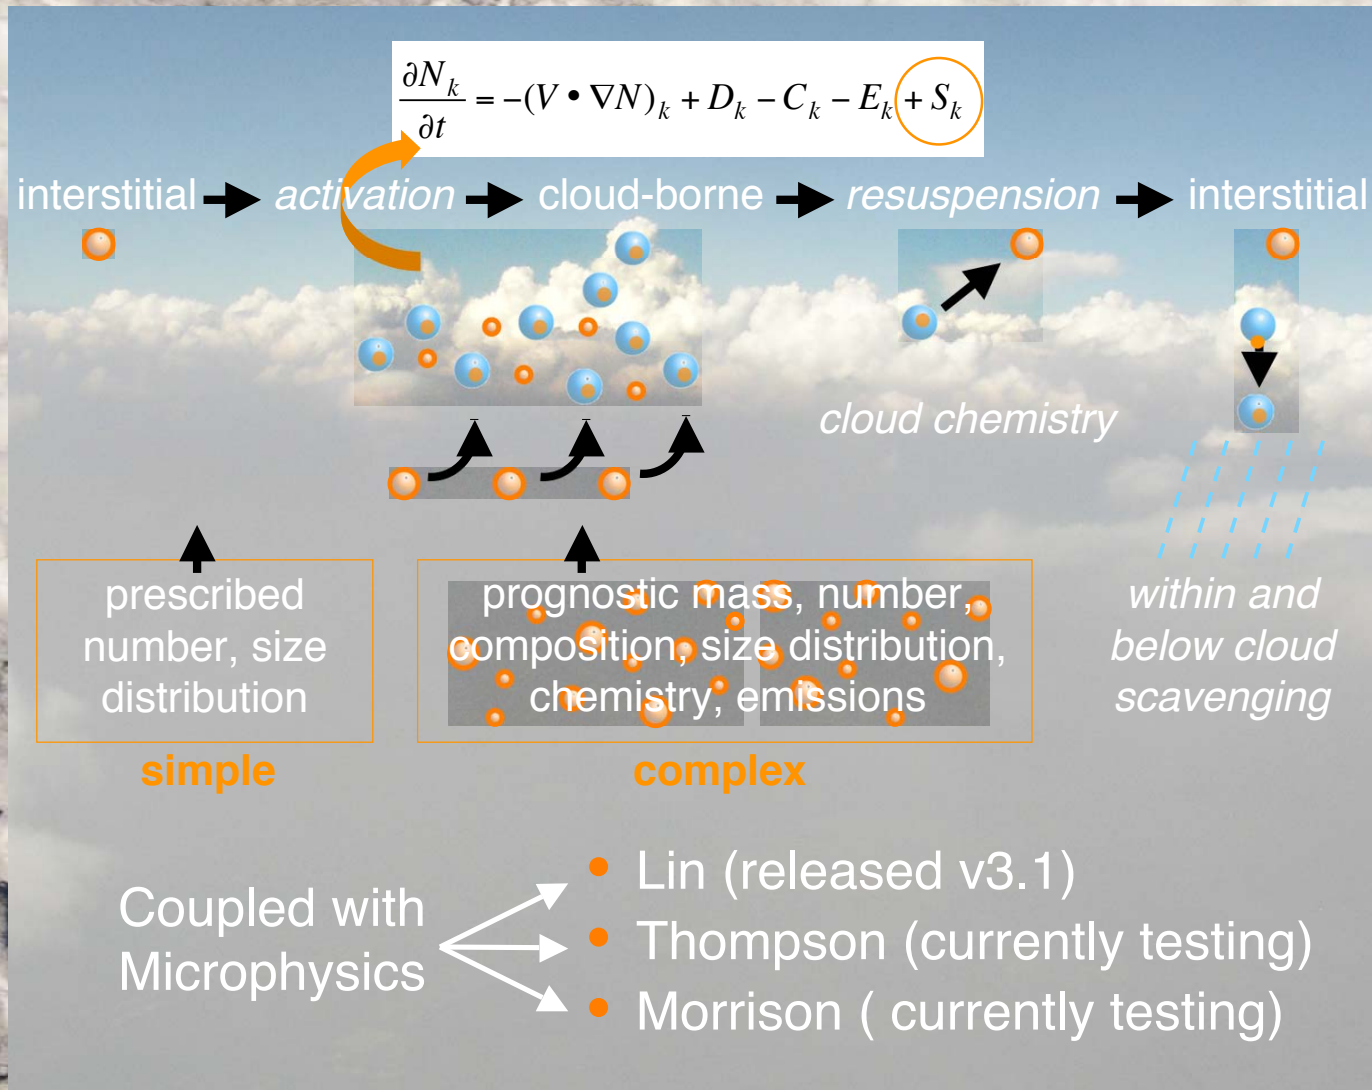 ∂N_k/∂t = −(V • ∇N)_k + D_k − C_k − E_k + S_k
interstitial activation cloud-borne resuspension interstitial
cloud chemistry
prescribed
number, size
distribution
simple
prognostic mass, number,
composition, size distribution,
chemistry, emissions
complex
within and
below cloud
scavenging
Coupled with
Microphysics
• Lin (released v3.1)
• Thompson (currently testing)
• Morrison ( currently testing)